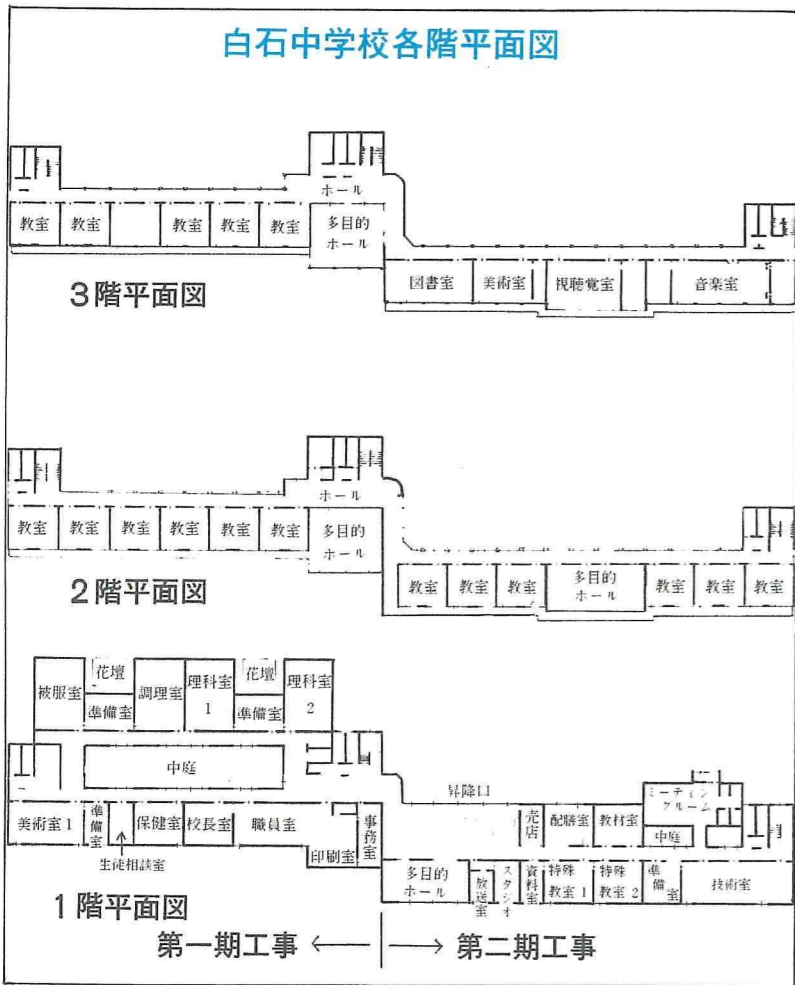 白石中学校各階平面図
ホール
教室 教室 教室 教室 教室 多目的
ホール
図書室 美術室 視聴覚室 音楽室
3階平面図
ホール
教室 教室 教室 教室 教室 教室 多目的
ホール
教室 教室 教室 多目的
ホール 教室 教室 教室
2階平面図
被服室 花壇 調理室 理科室
1 花壇 理科室
2
準備室 準備室
中庭
昇降口
ミーティン
グルーム
売店 配膳室 教材室 中庭
美術室1 準備室 保健室 校長室 職員室 印刷室 事務室
生徒相談室
多目的
ホール 放送室 スタジオ 資料室 特殊
教室1 特殊
教室2 準備室 技術室
1階平面図
第一期工事 ← → 第二期工事